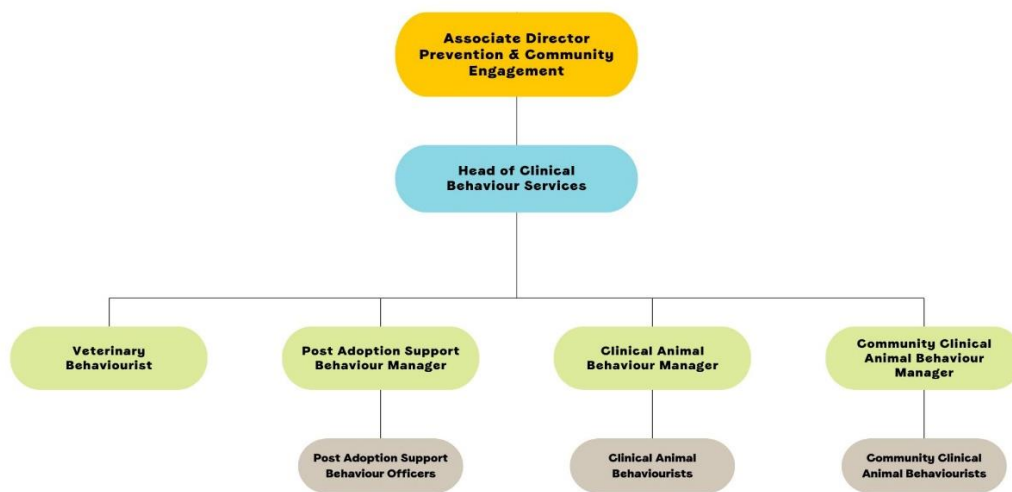 Associate Director
Prevention & Community
Engagement
Head of Clinical
Behaviour Services
Veterinary
Behaviourist
Post Adoption Support
Behaviour Manager
Clinical Animal
Behaviour Manager
Community Clinical
Animal Behaviour
Manager
Post Adoption Support
Behaviour Officers
Clinical Animal
Behaviourists
Community Clinical
Animal Behaviourists